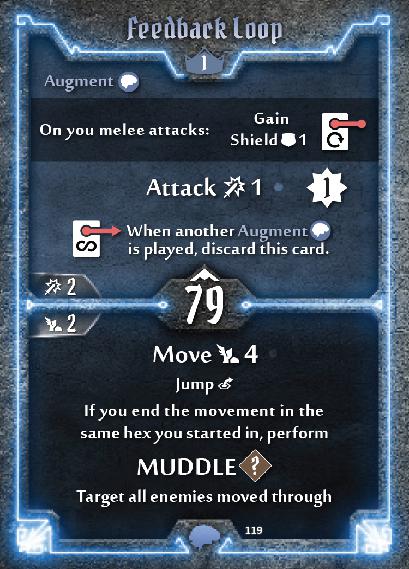 Feedback Loop
1
Augment
On you melee attacks:
Gain
Shield 1
Attack 1
1
When another Augment
is played, discard this card.
2
79
2
Move 4
Jump
If you end the movement in the
same hex you started in, perform
MUDDLE ?
Target all enemies moved through
119